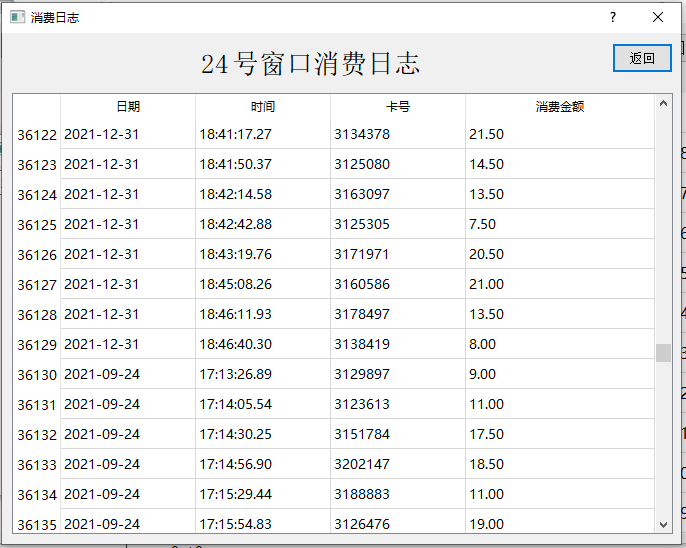 消费日志
24号窗口消费日志
返回
日期 时间 卡号 消费金额
36122 2021-12-31 18:41:17.27 3134378 21.50
36123 2021-12-31 18:41:50.37 3125080 14.50
36124 2021-12-31 18:42:14.58 3163097 13.50
36125 2021-12-31 18:42:42.88 3125305 7.50
36126 2021-12-31 18:43:19.76 3171971 20.50
36127 2021-12-31 18:45:08.26 3160586 21.00
36128 2021-12-31 18:46:11.93 3178497 13.50
36129 2021-12-31 18:46:40.30 3138419 8.00
36130 2021-09-24 17:13:26.89 3129897 9.00
36131 2021-09-24 17:14:05.54 3123613 11.00
36132 2021-09-24 17:14:30.25 3151784 17.50
36133 2021-09-24 17:14:56.90 3202147 18.50
36134 2021-09-24 17:15:29.44 3188883 11.00
36135 2021-09-24 17:15:54.83 3126476 19.00